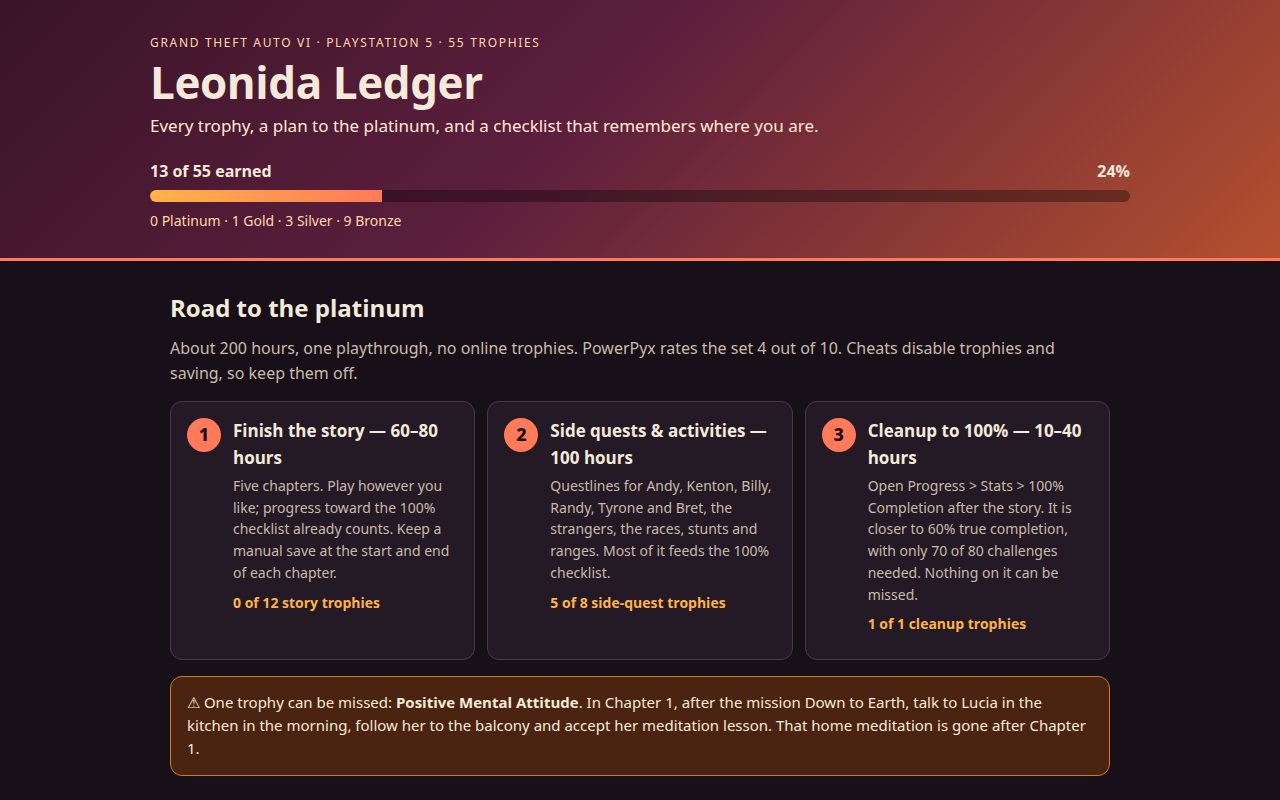 GRAND THEFT AUTO VI · PLAYSTATION 5 · 55 TROPHIES
Leonida Ledger
Every trophy, a plan to the platinum, and a checklist that remembers where you are.
13 of 55 earned
24%
0 Platinum · 1 Gold · 3 Silver · 9 Bronze
Road to the platinum
About 200 hours, one playthrough, no online trophies. PowerPyx rates the set 4 out of 10. Cheats disable trophies and
saving, so keep them off.
1
Finish the story — 60–80
hours
Five chapters. Play however you
like; progress toward the 100%
checklist already counts. Keep a
manual save at the start and end
of each chapter.
0 of 12 story trophies
2
Side quests & activities —
100 hours
Questlines for Andy, Kenton, Billy,
Randy, Tyrone and Bret, the
strangers, the races, stunts and
ranges. Most of it feeds the 100%
checklist.
5 of 8 side-quest trophies
3
Cleanup to 100% — 10–40
hours
Open Progress > Stats > 100%
Completion after the story. It is
closer to 60% true completion,
with only 70 of 80 challenges
needed. Nothing on it can be
missed.
1 of 1 cleanup trophies
⚠ One trophy can be missed: Positive Mental Attitude. In Chapter 1, after the mission Down to Earth, talk to Lucia in the
kitchen in the morning, follow her to the balcony and accept her meditation lesson. That home meditation is gone after Chapter
1.